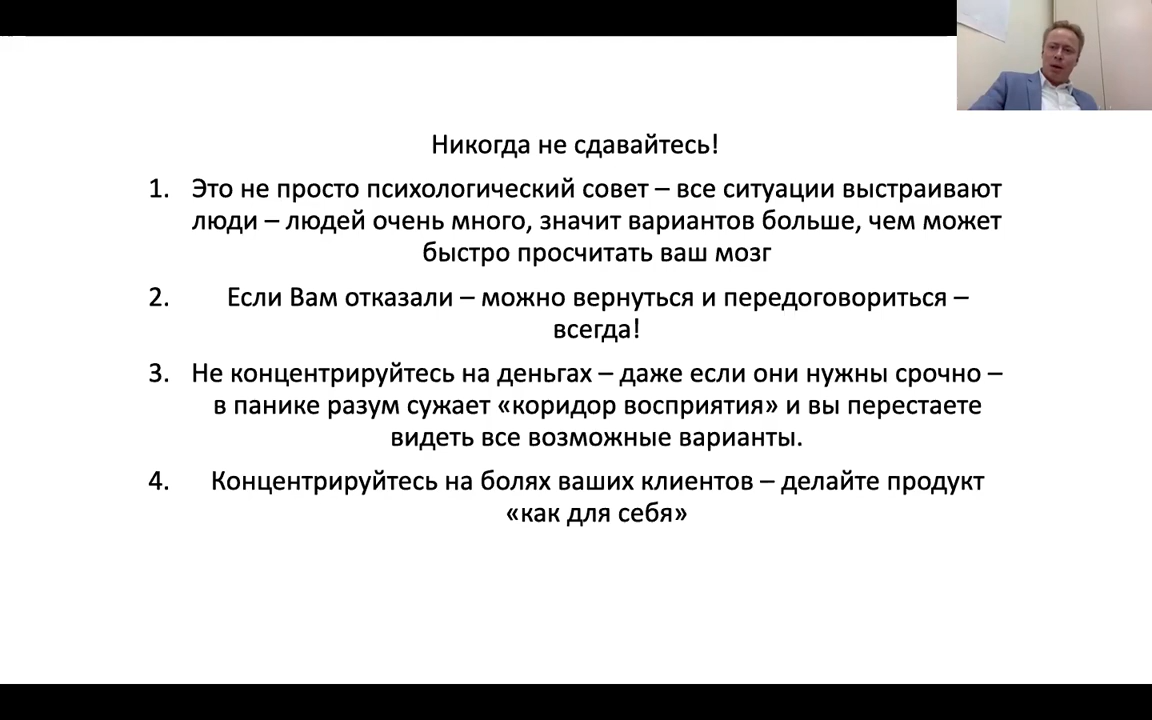 Никогда не сдавайтесь!
1. Это не просто психологический совет – все ситуации выстраивают
люди – людей очень много, значит вариантов больше, чем может
быстро просчитать ваш мозг
2. Если Вам отказали – можно вернуться и передоговориться –
всегда!
3. Не концентрируйтесь на деньгах – даже если они нужны срочно –
в панике разум сужает «коридор восприятия» и вы перестаете
видеть все возможные варианты.
4. Концентрируйтесь на болях ваших клиентов – делайте продукт
«как для себя»